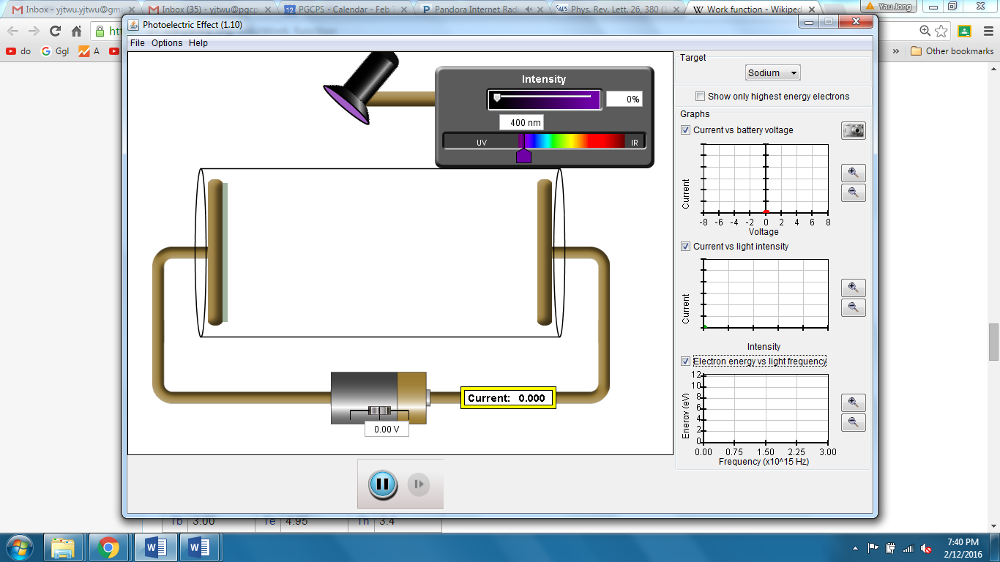 Inbox - yjtwu@gm
Inbox (35) - yjtwu@pgcp
PGCPS - Calendar - Feb
Pandora Internet Rad
Phys. Rev. Lett. 26, 380 (
Work function - Wikiped
Yau Jong
do
Ggl
A
»
Other bookmarks
Photoelectric Effect (1.10)
File Options Help
Intensity
0%
400 nm
UV
IR
Current: 0.000
0.00 V
Target
Sodium
Show only highest energy electrons
Graphs
Current vs battery voltage
Current
-8 -6 -4 -2 0 2 4 6 8
Voltage
Current vs light intensity
Current
Intensity
Electron energy vs light frequency
Energy (eV)
12
10
8
6
4
2
0
0.00 0.75 1.50 2.25 3.00
Frequency (x10^15 Hz)
Tb 3.00 Te 4.95 Th 3.4
7:40 PM
2/12/2016